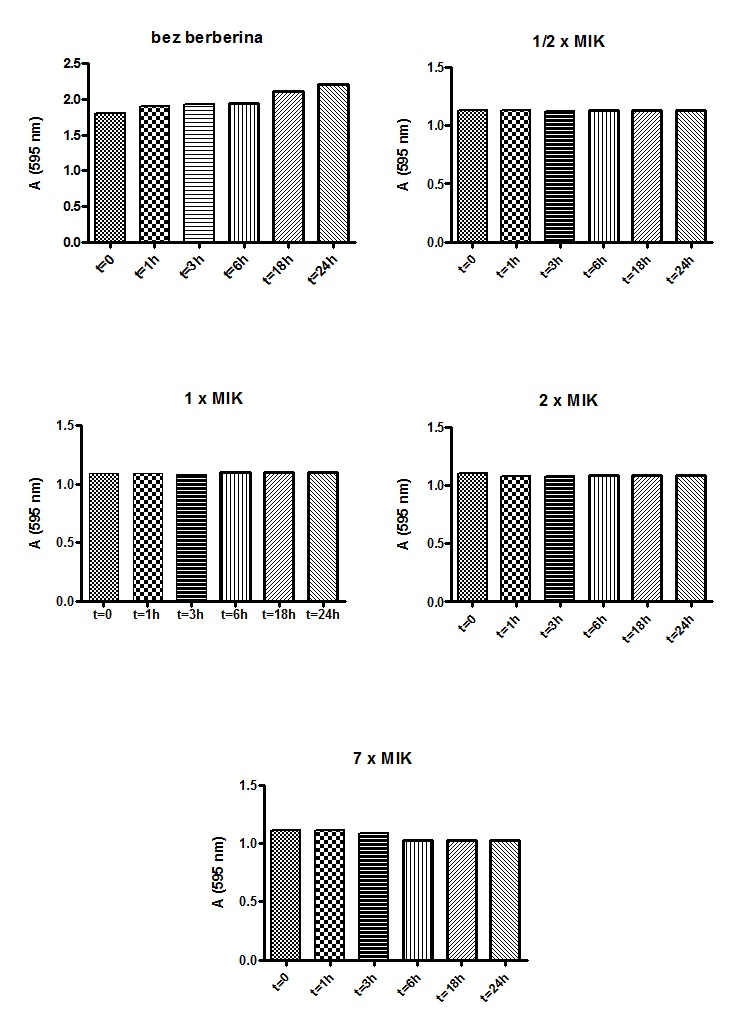 bez berberina
2.5
2.0
1.5
1.0
0.5
0.0
A (595 nm)
t=0 t=1h t=3h t=6h t=18h t=24h
1/2 x MIK
1.5
1.0
0.5
0.0
A (595 nm)
t=0 t=1h t=3h t=6h t=18h t=24h
1 x MIK
1.5
1.0
0.5
0.0
A (595 nm)
t=0 t=1h t=3h t=6h t=18h t=24h
2 x MIK
1.5
1.0
0.5
0.0
A (595 nm)
t=0 t=1h t=3h t=6h t=18h t=24h
7 x MIK
1.5
1.0
0.5
0.0
A (595 nm)
t=0 t=1h t=3h t=6h t=18h t=24h